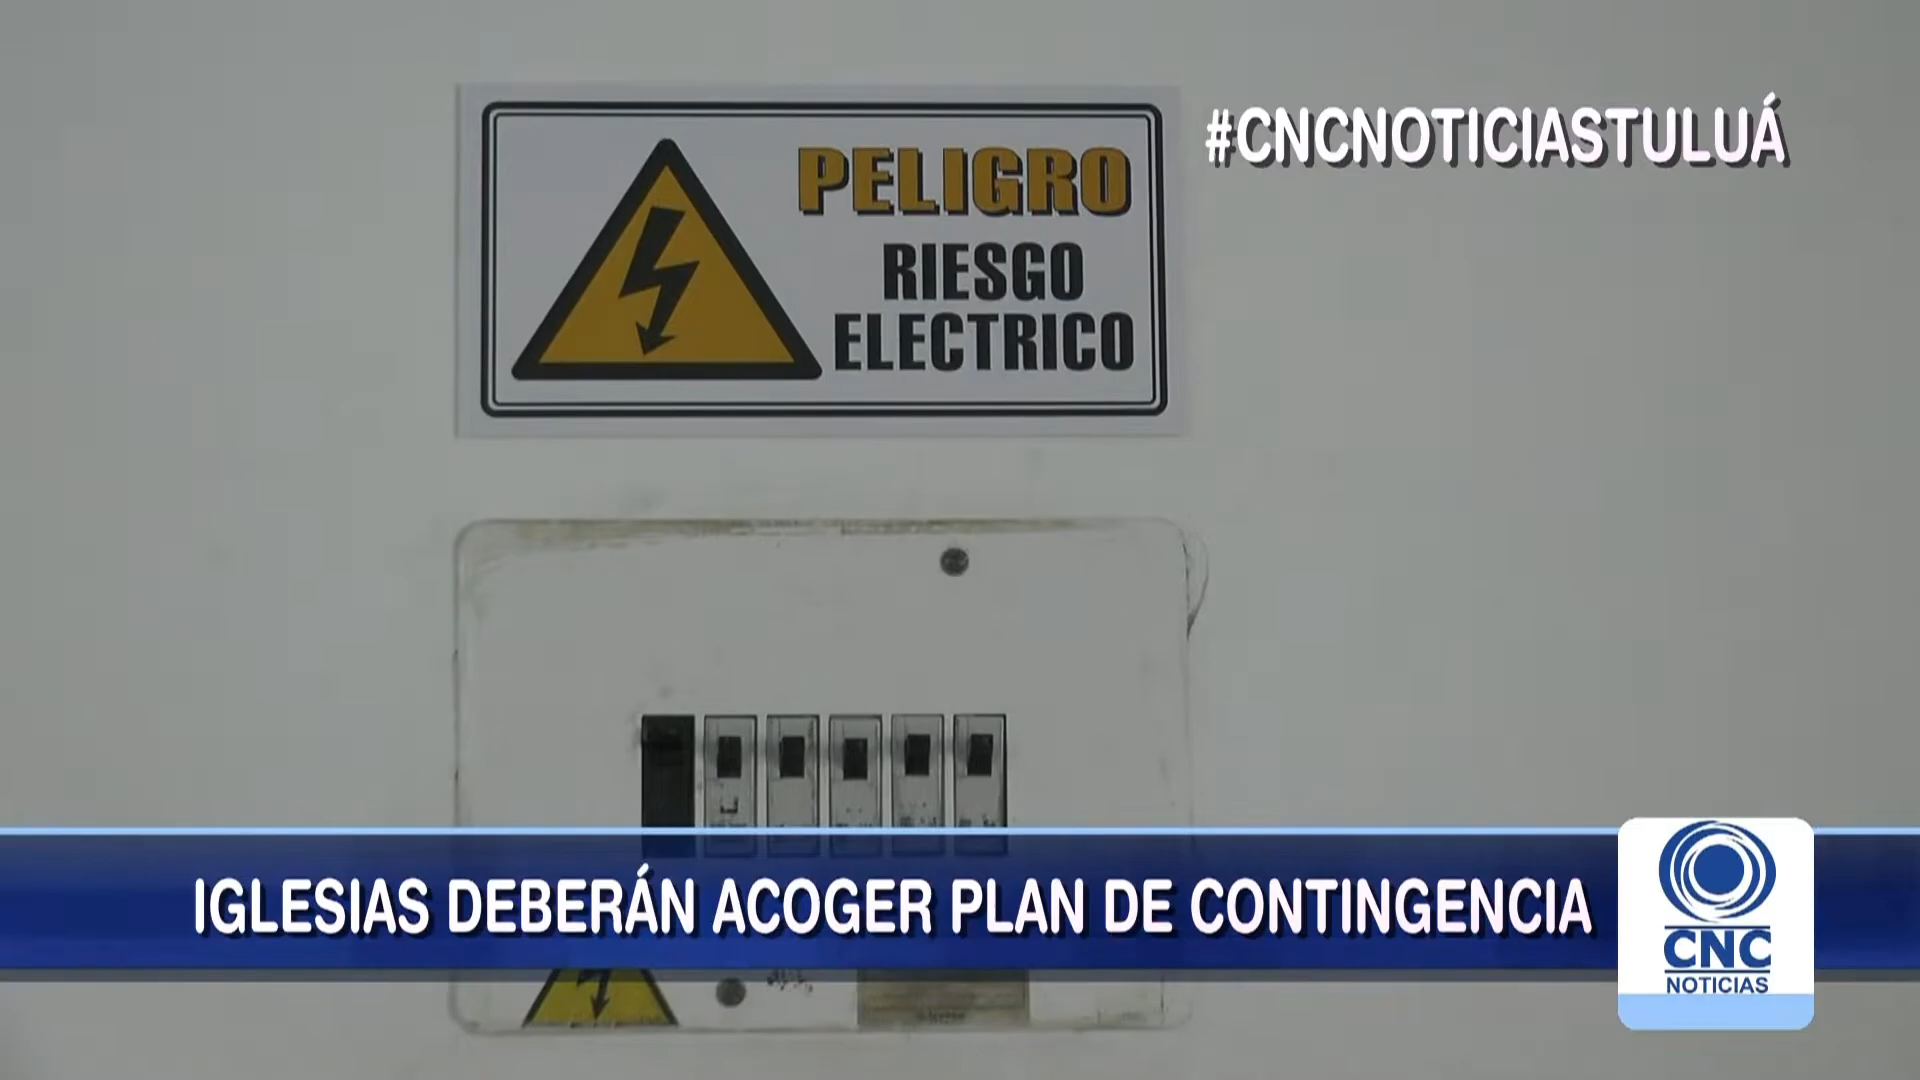 #CNCNOTICIASTULUÁ
PELIGRO
RIESGO
ELECTRICO
IGLESIAS DEBERÁN ACOGER PLAN DE CONTINGENCIA
CNC
NOTICIAS